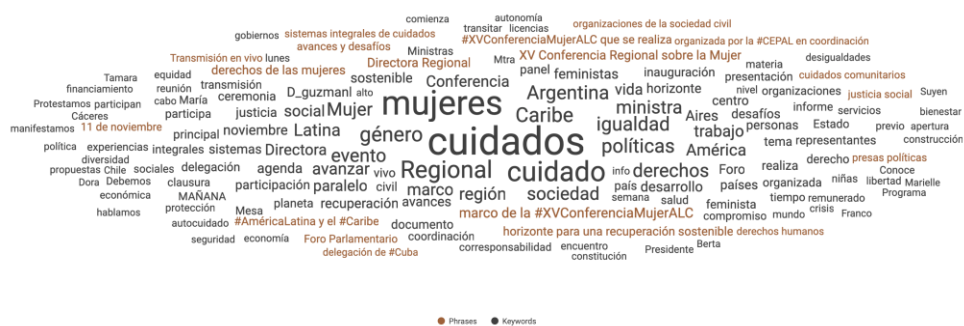 comienza autonomía
gobiernos sistemas integrales de cuidados transitar licencias organizaciones de la sociedad civil
avances y desafíos Ministras #XVConferenciaMujerALC que se realiza organizada por la #CEPAL en coordinación
Transmisión en vivo lunes Directora Regional Mtra XV Conferencia Regional sobre la Mujer desigualdades
Tamara equidad derechos de las mujeres sostenible panel feministas inauguración materia cuidados comunitarios
financiamiento reunión transmisión D_guzmanl alto Conferencia Argentina vida horizonte presentación nivel organizaciones justicia social Suyen
Protestamos participan cabo María ceremonia social Mujer mujeres Caribe ministra centro informe servicios bienestar
Cáceres participa justicia igualdad Aires desafíos
manifestamos 11 de noviembre principal noviembre Latina género cuidados políticas trabajo personas Estado previo apertura
política experiencias integrales sistemas Directora América tema representantes construcción
diversidad evento Regional cuidado info derechos Foro realiza derecho presas políticas
propuestas Chile sociales delegación agenda avanzar vivo Conoce
Dora Debemos clausura participación paralelo civil marco región sociedad país desarrollo países organizada niñas libertad Marielle
económica MAÑANA planeta recuperación avances semana salud feminista tiempo remunerado Programa
hablamos protección Mesa marco de la #XVConferenciaMujerALC compromiso mundo crisis Franco
autocuidado #AméricaLatina y el #Caribe documento
seguridad economía Foro Parlamentario coordinación horizonte para una recuperación sostenible derechos humanos
delegación de #Cuba corresponsabilidad encuentro Presidente Berta
constitución
Phrases Keywords